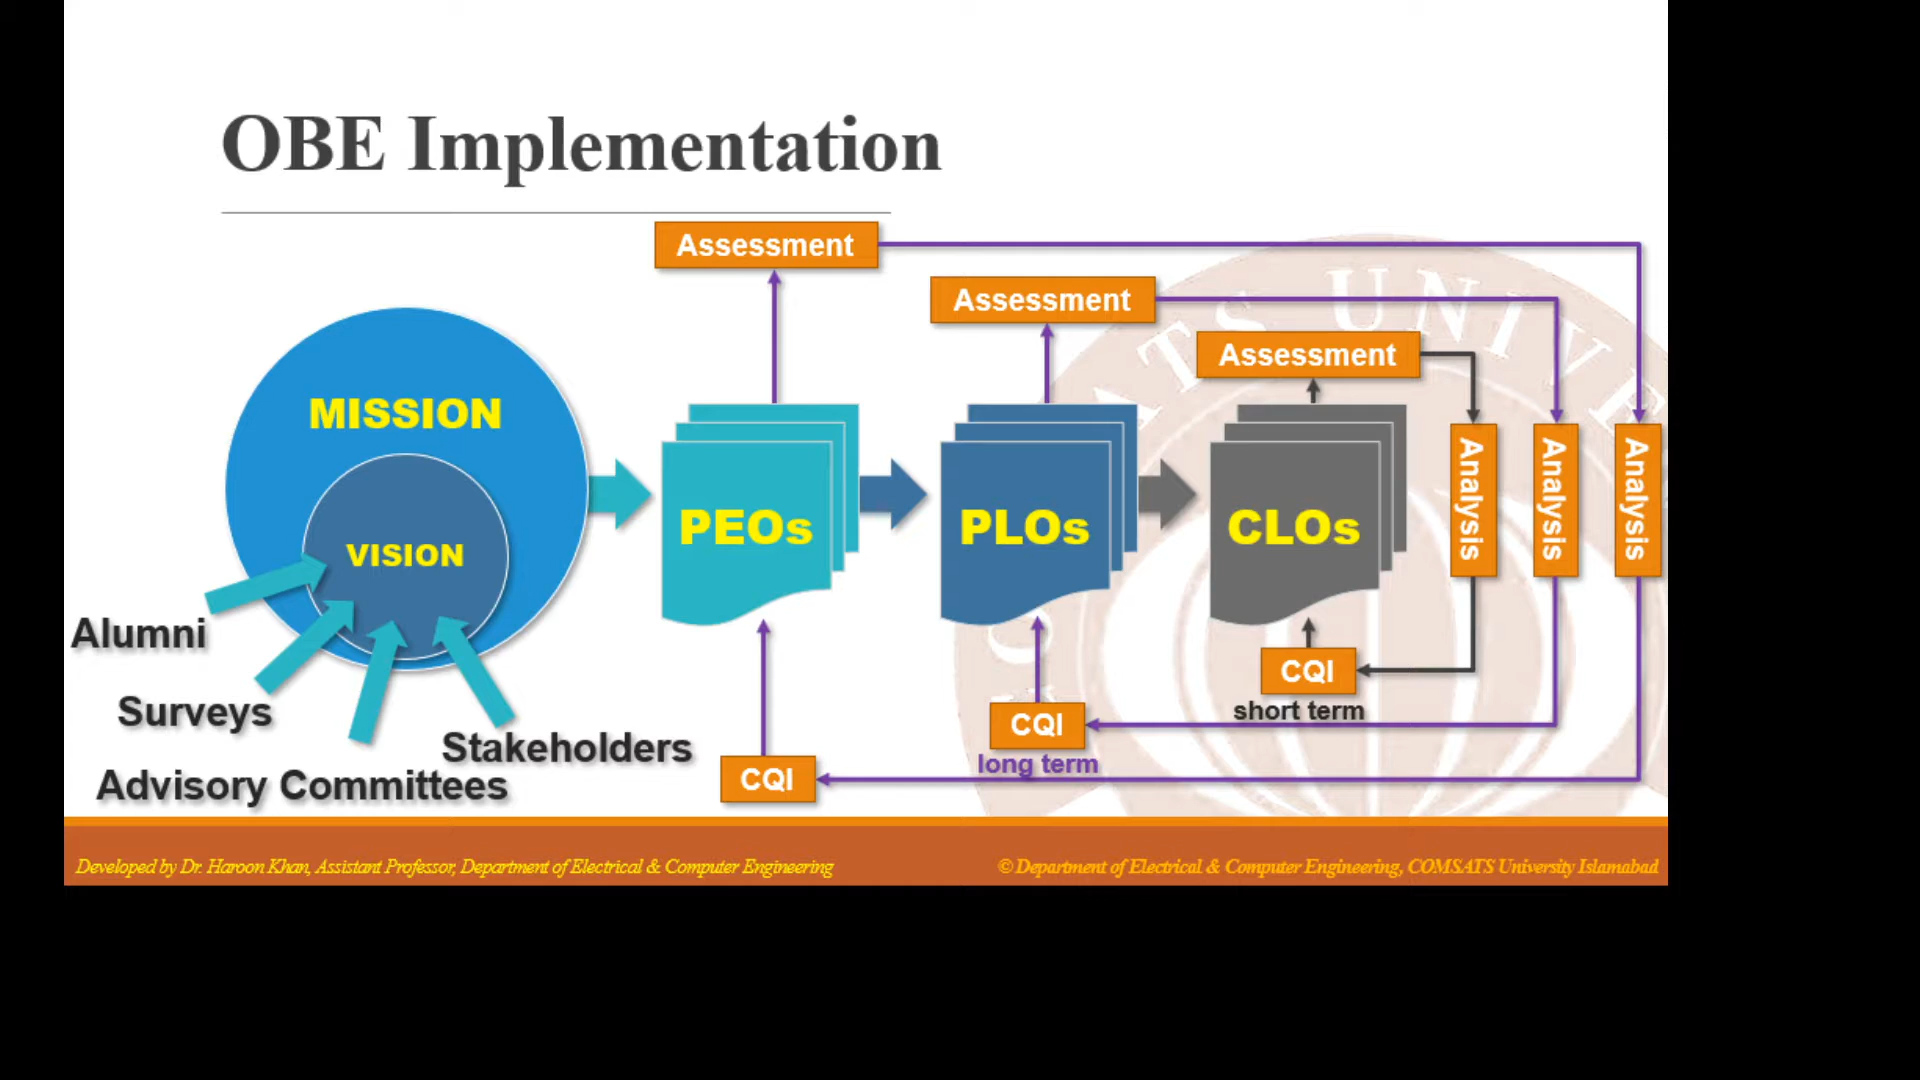 OBE Implementation
Assessment
Assessment
Assessment
MISSION
VISION
PEOs
PLOs
CLOs
Analysis
Analysis
Analysis
Alumni
Surveys
Advisory Committees
Stakeholders
CQI
short term
CQI
long term
CQI
Developed by Dr. Haroon Khan, Assistant Professor, Department of Electrical & Computer Engineering
© Department of Electrical & Computer Engineering, COMSATS University Islamabad